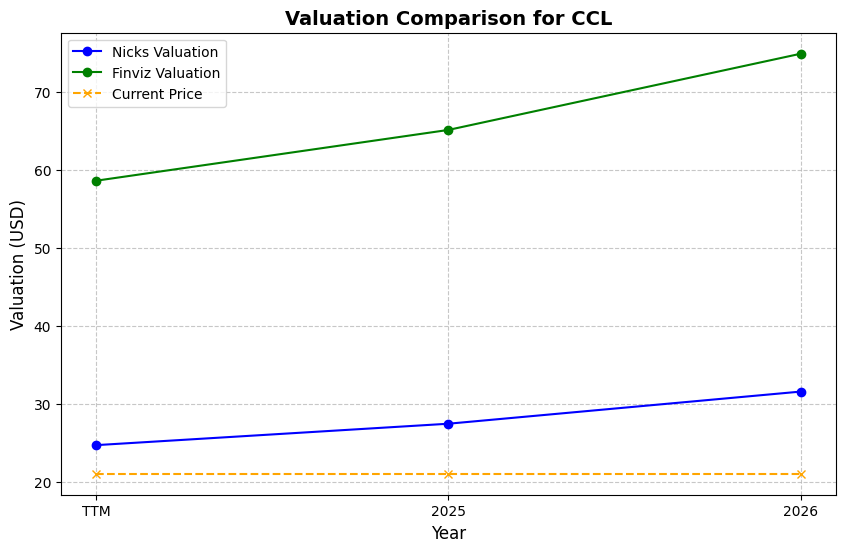 Valuation Comparison for CCL
Nicks Valuation
Finviz Valuation
Current Price
Valuation (USD)
70
60
50
40
30
20
TTM
2025
2026
Year